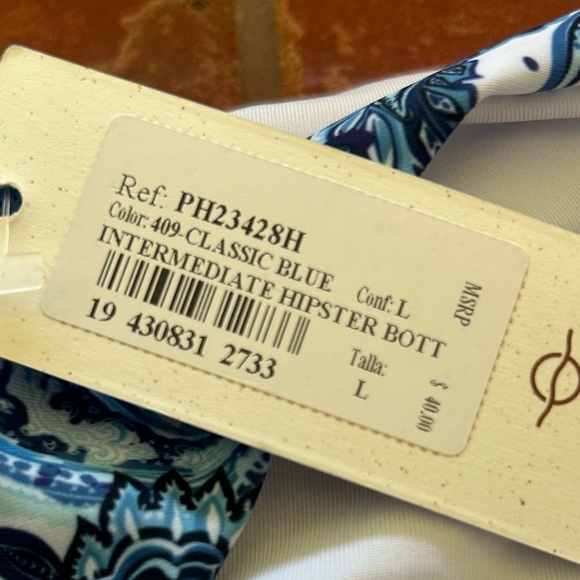 Ref: PH23428H
Color: 409-CLASSIC BLUE Conf: L
INTERMEDIATE HIPSTER BOTT
19 430831 2733
Talla:
L
MSRP
$ 40.00